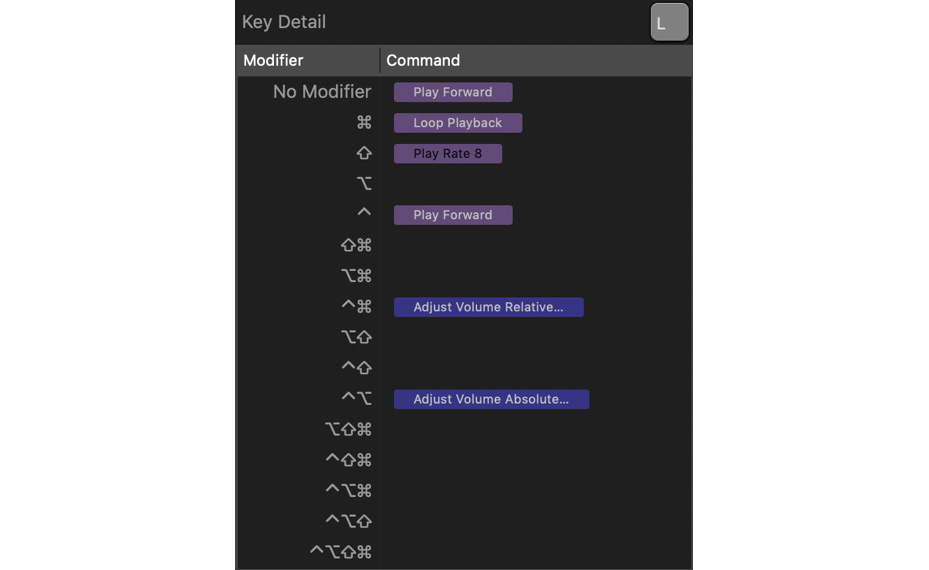 Key Detail L
Modifier Command
No Modifier Play Forward
⌘ Loop Playback
⇧ Play Rate 8
⌥
^ Play Forward
⇧⌘
⌥⌘
^⌘ Adjust Volume Relative...
⌥⇧
^⇧
^⌥ Adjust Volume Absolute...
⌥⇧⌘
^⇧⌘
^⌥⌘
^⌥⇧
^⌥⇧⌘